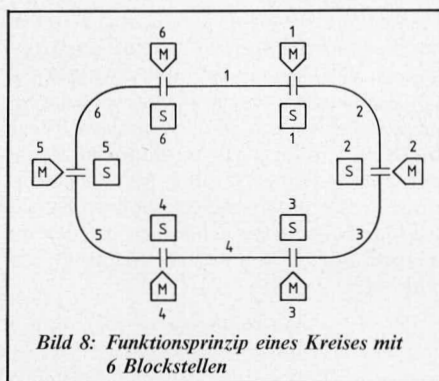 6 1
M M
1
S S
6 1
6 2
5 5 2 2
M S S M
4 3
S S
5 4 3
M M
4 3
Bild 8: Funktionsprinzip eines Kreises mit
6 Blockstellen